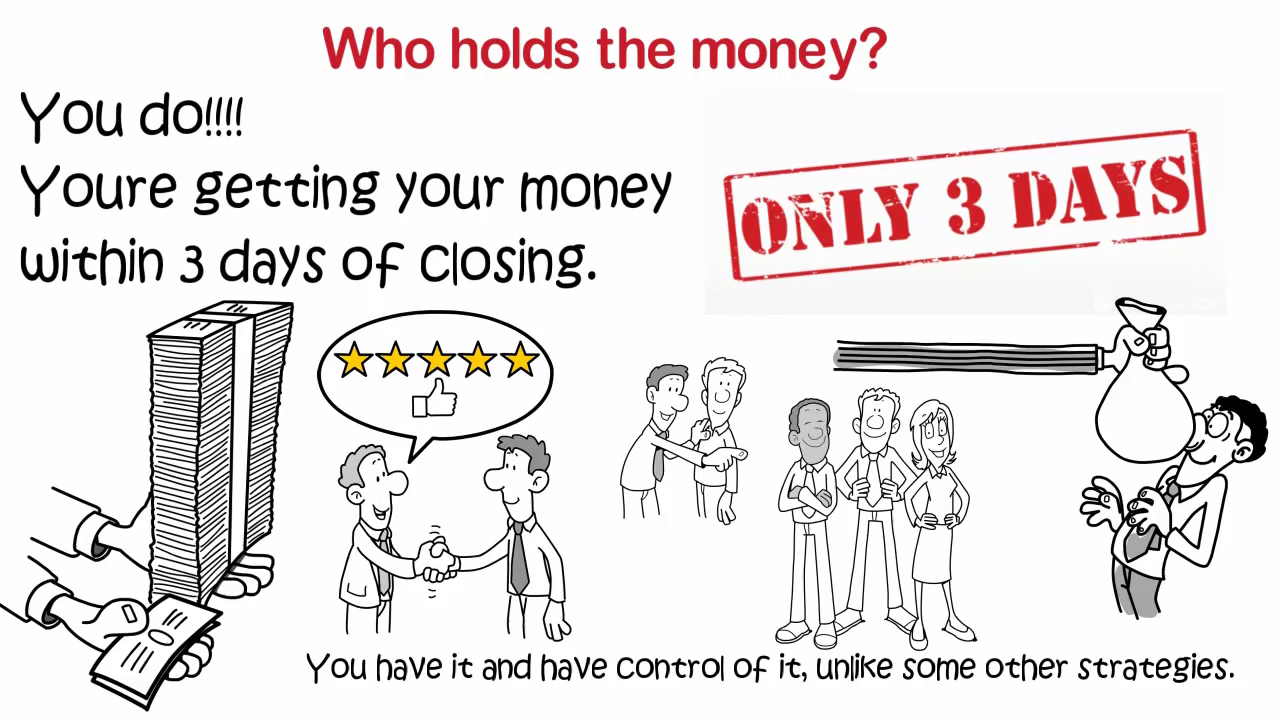 Who holds the money?
You do!!!!
Youre getting your money
within 3 days of closing.
ONLY 3 DAYS
You have it and have control of it, unlike some other strategies.